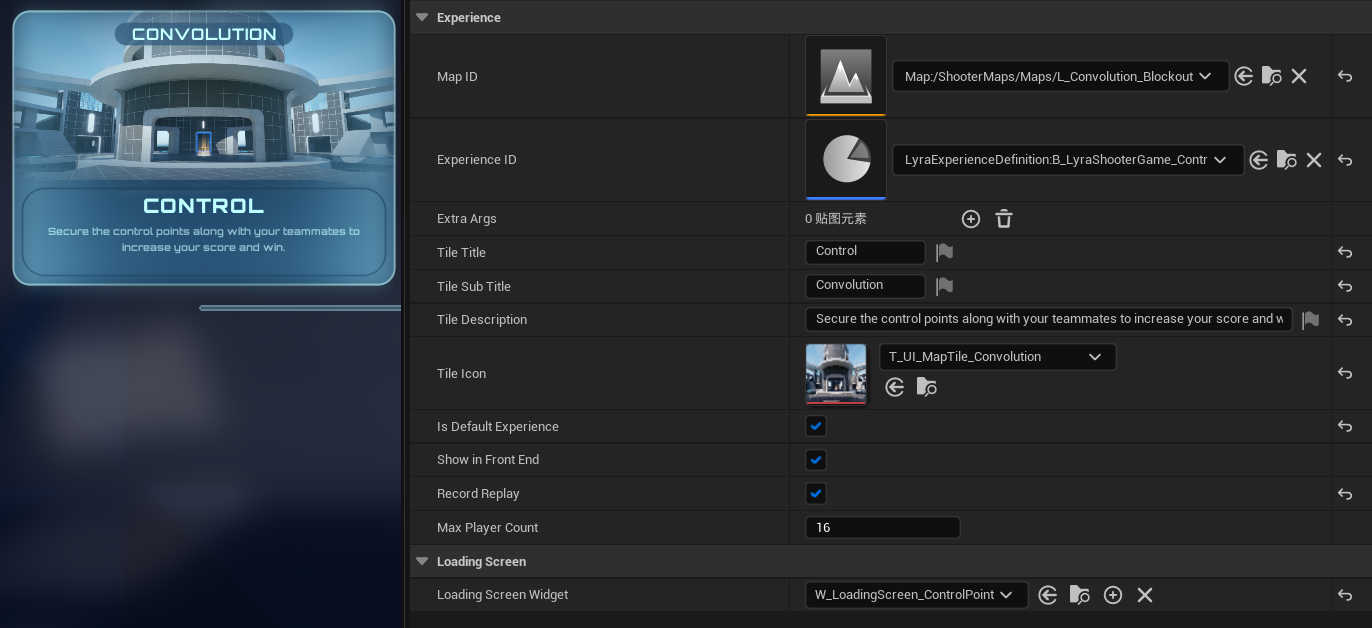 CONVOLUTION
CONTROL
Secure the control points along with your teammates to
increase your score and win.
Experience
Map ID
Map:/ShooterMaps/Maps/L_Convolution_Blockout
Experience ID
LyraExperienceDefinition:B_LyraShooterGame_Contr
Extra Args
0 贴图元素
Tile Title
Control
Tile Sub Title
Convolution
Tile Description
Secure the control points along with your teammates to increase your score and w
Tile Icon
T_UI_MapTile_Convolution
Is Default Experience
Show in Front End
Record Replay
Max Player Count
16
Loading Screen
Loading Screen Widget
W_LoadingScreen_ControlPoint